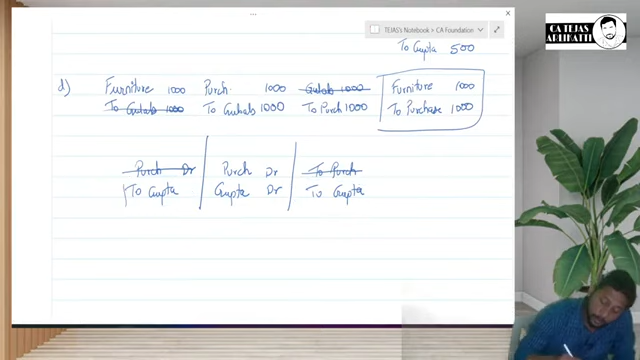 TEJAS's Notebook > CA Foundation
CA TEJAS
ARUKATTI
To Gupta 500
d) Furniture 1000 Purch 1000 Gulab 1000 Furniture 1000
To Gulab 1000 To Gulab 1000 To Purch 1000 To Purchase 1000
Purch Dr Purch Dr To Purch
To Gupta Gupta Dr To Gupta